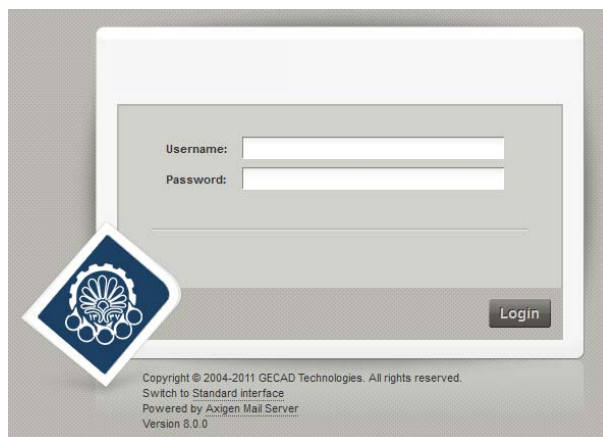 Username:
Password:
۱۳۳۷
Login
Copyright © 2004-2011 GECAD Technologies. All rights reserved.
Switch to Standard interface
Powered by Axigen Mail Server
Version 8.0.0